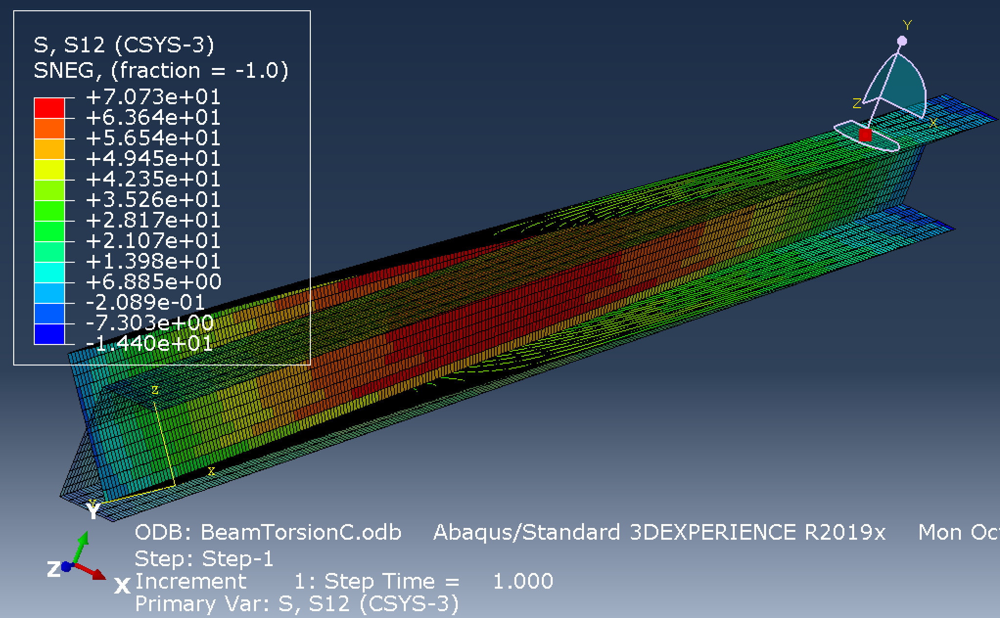 S, S12 (CSYS-3)
SNEG, (fraction = -1.0)
+7.073e+01
+6.364e+01
+5.654e+01
+4.945e+01
+4.235e+01
+3.526e+01
+2.817e+01
+2.107e+01
+1.398e+01
+6.885e+00
-2.089e-01
-7.303e+00
-1.440e+01
Y
Z
X
Z
X
Y
Y
Z
X
ODB: BeamTorsionC.odb Abaqus/Standard 3DEXPERIENCE R2019x Mon Oct
Step: Step-1
Increment 1: Step Time = 1.000
Primary Var: S, S12 (CSYS-3)